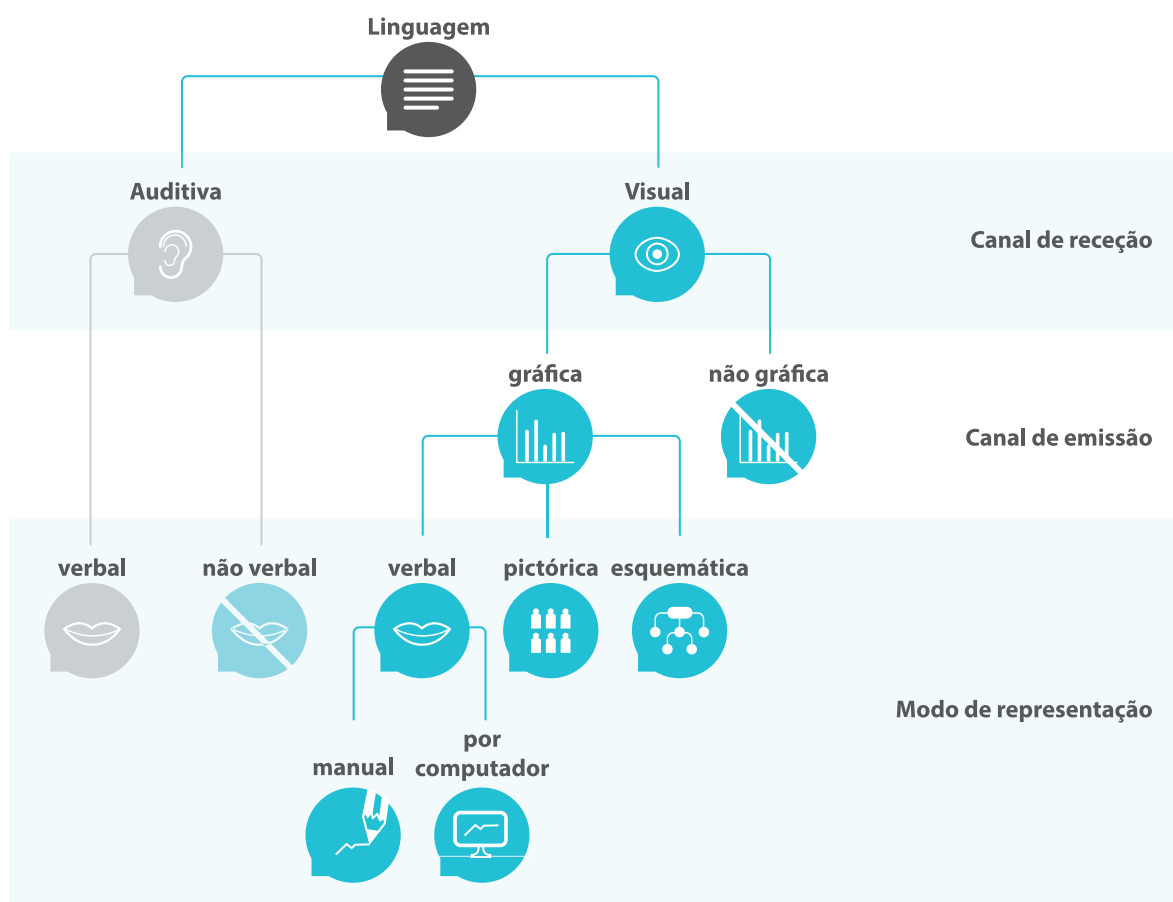 Linguagem
Auditiva
Visual
Canal de receção
gráfica
não gráfica
Canal de emissão
verbal
não verbal
verbal
pictórica
esquemática
Modo de representação
manual
por
computador